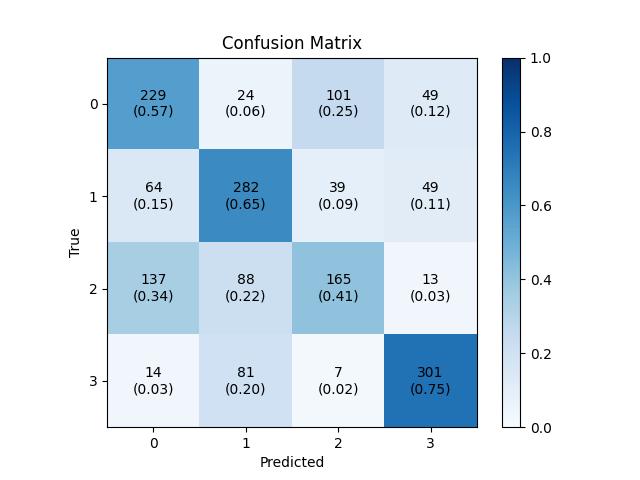 Confusion Matrix
229 24 101 49
(0.57) (0.06) (0.25) (0.12)
64 282 39 49
(0.15) (0.65) (0.09) (0.11)
137 88 165 13
(0.34) (0.22) (0.41) (0.03)
14 81 7 301
(0.03) (0.20) (0.02) (0.75)
0
1
2
3
True
0 1 2 3
Predicted
1.0
0.8
0.6
0.4
0.2
0.0